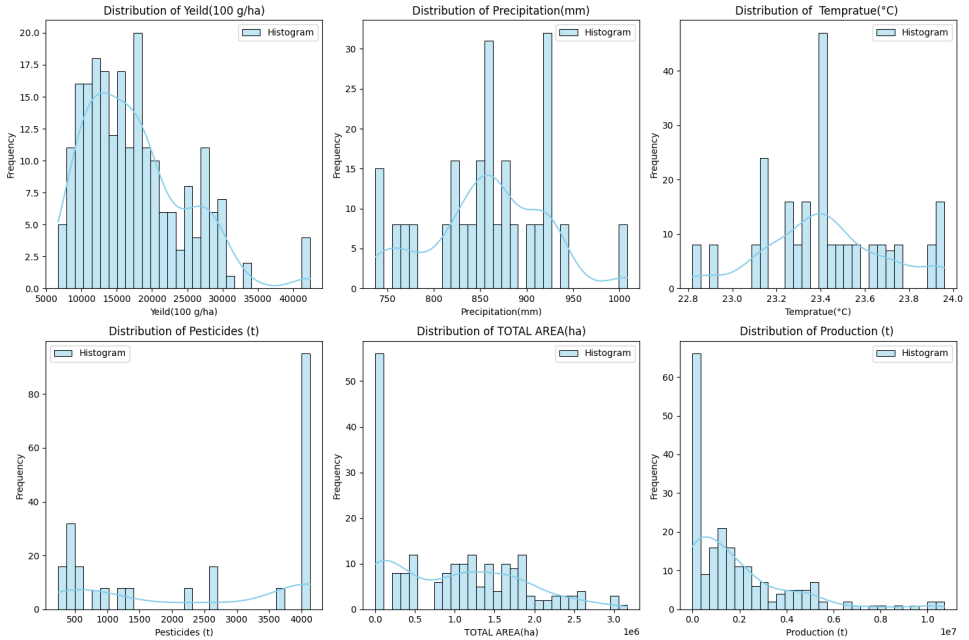 Distribution of Yeild(100 g/ha)
Histogram
Frequency
20.0
17.5
15.0
12.5
10.0
7.5
5.0
2.5
0.0
5000 10000 15000 20000 25000 30000 35000 40000
Yeild(100 g/ha)
Distribution of Precipitation(mm)
Histogram
Frequency
30
25
20
15
10
5
0
750 800 850 900 950 1000
Precipitation(mm)
Distribution of  Tempratue(°C)
Histogram
Frequency
40
30
20
10
0
22.8 23.0 23.2 23.4 23.6 23.8 24.0
Tempratue(°C)
Distribution of Pesticides (t)
Histogram
Frequency
80
60
40
20
0
500 1000 1500 2000 2500 3000 3500 4000
Pesticides (t)
Distribution of TOTAL AREA(ha)
Histogram
Frequency
50
40
30
20
10
0
0.0 0.5 1.0 1.5 2.0 2.5 3.0
1e6
TOTAL AREA(ha)
Distribution of Production (t)
Histogram
Frequency
60
50
40
30
20
10
0
0.0 0.2 0.4 0.6 0.8 1.0
1e7
Production (t)